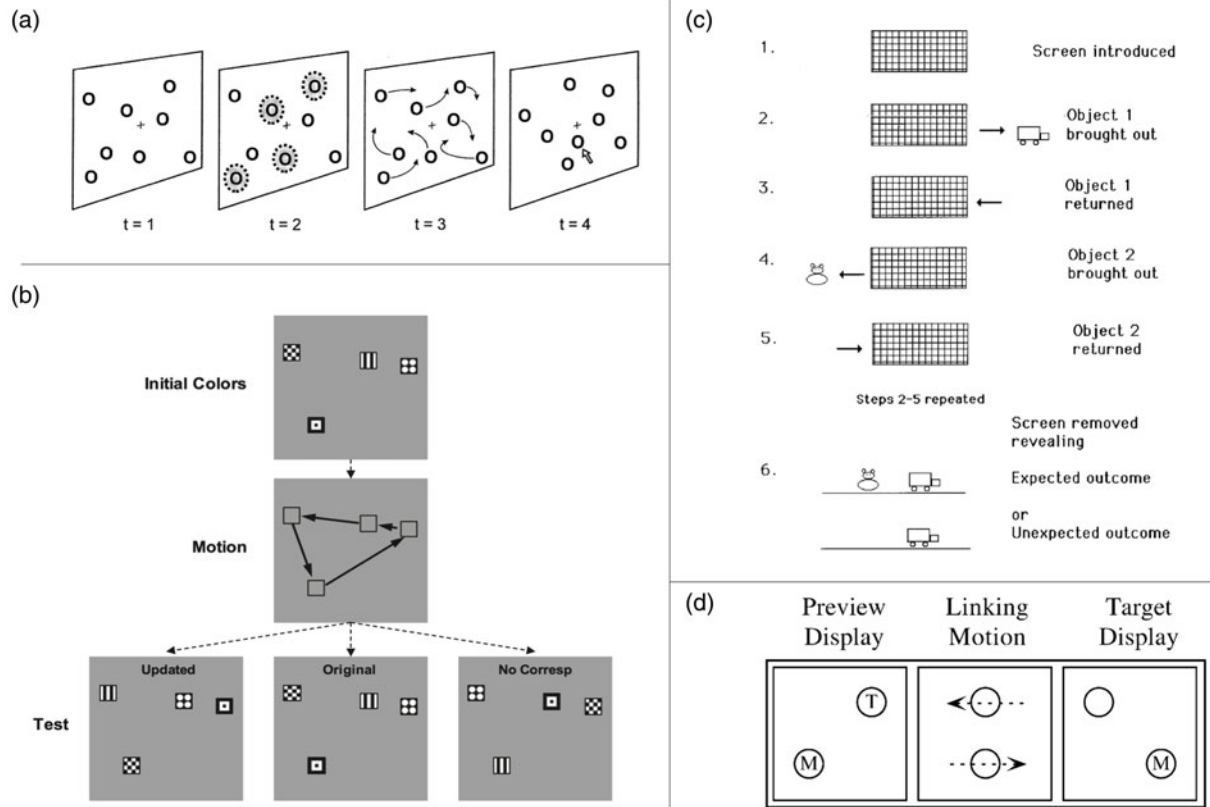 (a)
O O O O O O O O
+
t = 1
O O O O O O O O
+
t = 2
O O O O O O O O
+
t = 3
O O O O O O O O
+
t = 4
(b)
Initial Colors
Motion
Test
Updated
Original
No Corresp
(c)
1.
Screen introduced
2.
Object 1
brought out
3.
Object 1
returned
4.
Object 2
brought out
5.
Object 2
returned
Steps 2-5 repeated
Screen removed
revealing
6.
Expected outcome
or
Unexpected outcome
(d)
Preview
Display
Linking
Motion
Target
Display
T
M
M